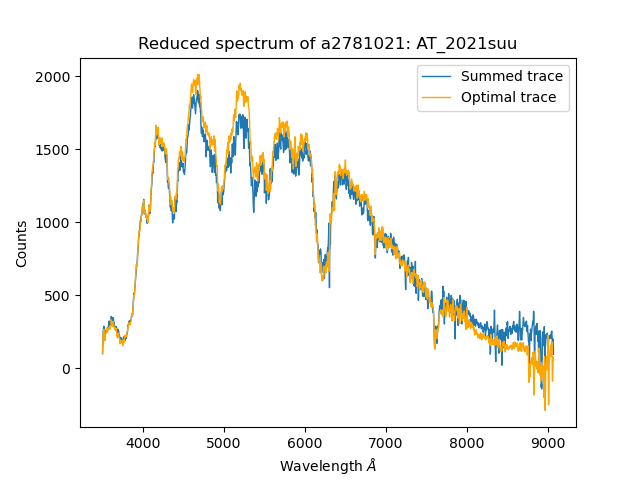 Reduced spectrum of a2781021: AT_2021suu
Summed trace
Optimal trace
2000
1500
1000
500
0
Counts
4000 5000 6000 7000 8000 9000
Wavelength Å